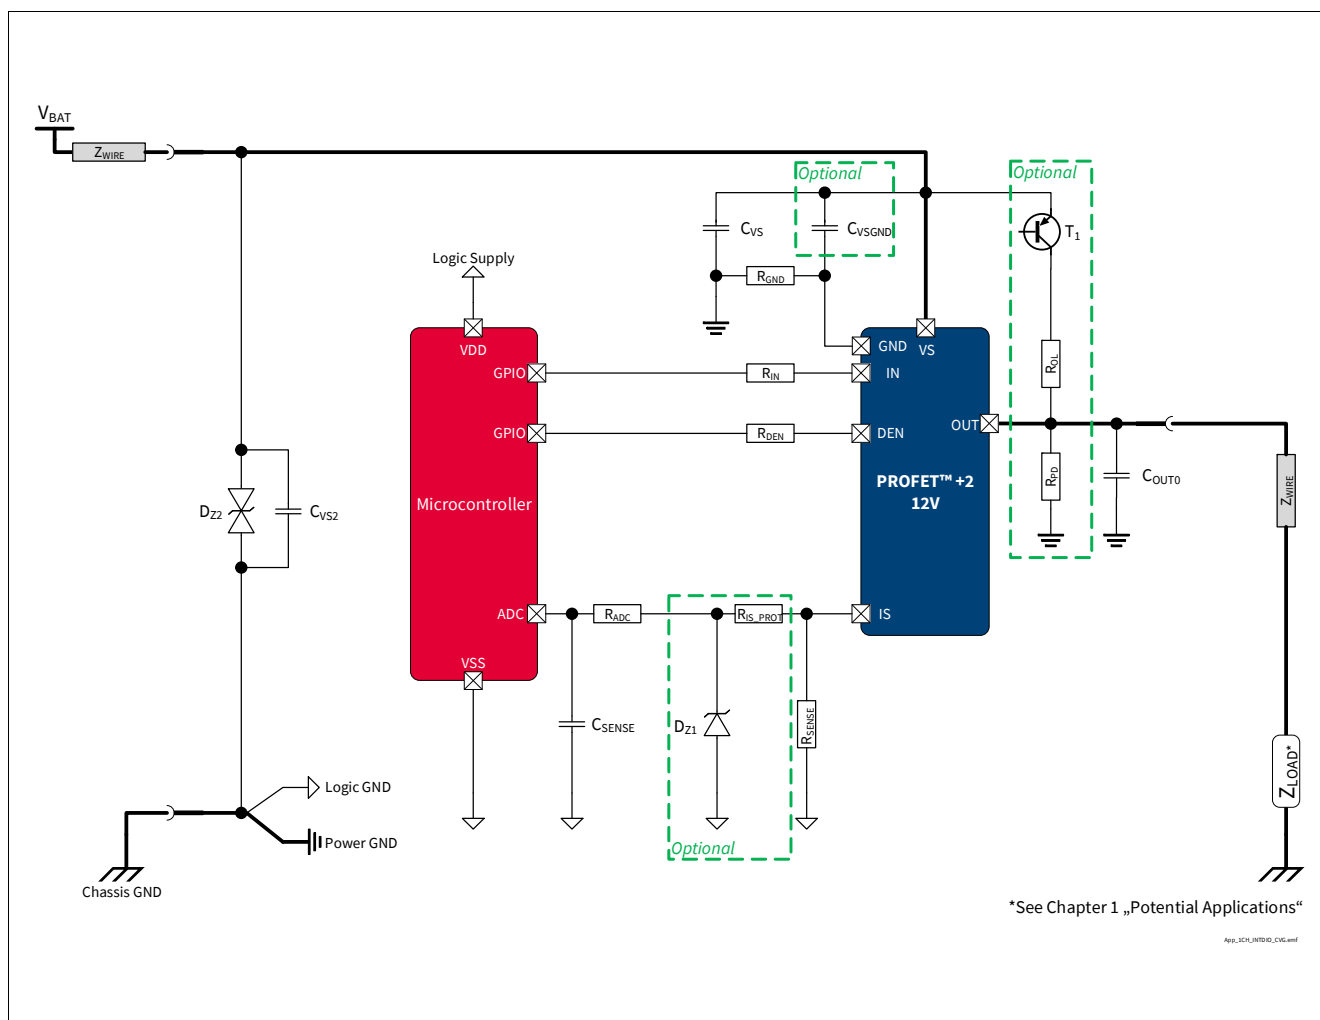 VBAT
ZWIRE
Optional
Optional
CVS
CVSGND
T1
Logic Supply
RGND
VDD
GND
VS
GPIO
RIN
IN
ROL
GPIO
RDEN
DEN
OUT
RPD
COUT0
ZWIRE
PROFET™ +2
12V
Microcontroller
DZ2
CVS2
ADC
RADC
RIS_PROT
IS
VSS
CSENSE
DZ1
RSENSE
ZLOAD*
Logic GND
Power GND
Optional
Chassis GND
*See Chapter 1 „Potential Applications“
App_1CH_INTDIO_CVG.emf